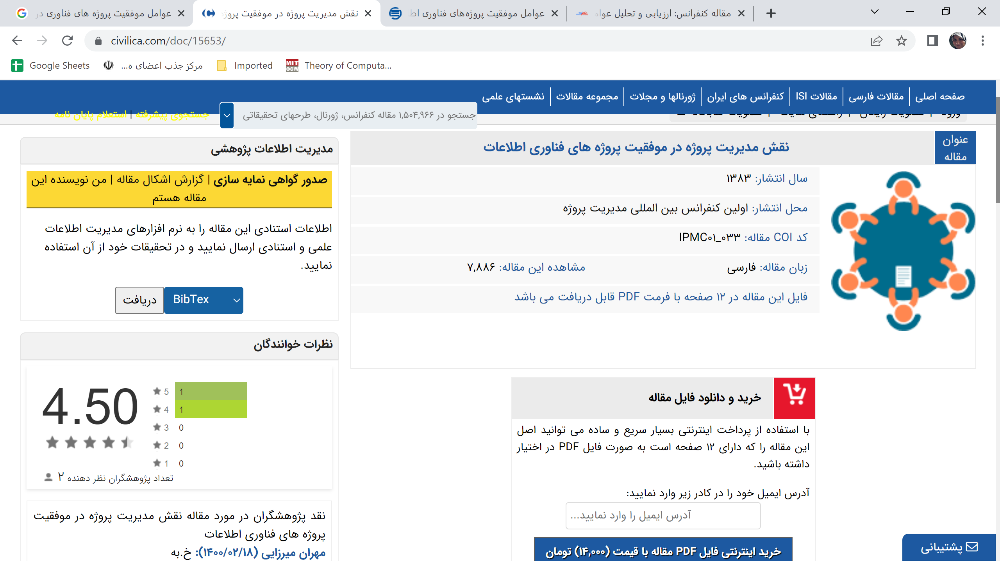 عوامل موفقیت پروژه های فناوری در
نقش مدیریت پروژه در موفقیت پروژه
عوامل موفقیت پروژه‌های فناوری اطا
مقاله کنفرانس: ارزیابی و تحلیل عوام
civilica.com/doc/15653/
Google Sheets
مرکز جذب اعضای ه...
Imported
MIT OCW
Theory of Computa...
صفحه اصلی
مقالات فارسی
مقالات ISI
کنفرانس های ایران
ژورنالها و مجلات
مجموعه مقالات
نشستهای علمی
جستجو در ۱,۵۰۴,۹۶۶ مقاله کنفرانس، ژورنال، طرحهای تحقیقاتی
جستجوی پیشرفته | استعلام پایان نامه
عنوان
مقاله
نقش مدیریت پروژه در موفقیت پروژه های فناوری اطلاعات
سال انتشار: ۱۳۸۳
محل انتشار: اولین کنفرانس بین المللی مدیریت پروژه
کد COI مقاله: IPMC۰۱_۰۳۳
زبان مقاله: فارسی
مشاهده این مقاله: ۷,۸۸۶
فایل این مقاله در ۱۲ صفحه با فرمت PDF قابل دریافت می باشد
خرید و دانلود فایل مقاله
با استفاده از پرداخت اینترنتی بسیار سریع و ساده می توانید اصل
این مقاله را که دارای ۱۲ صفحه است به صورت فایل PDF در اختیار
داشته باشید.
آدرس ایمیل خود را در کادر زیر وارد نمایید:
آدرس ایمیل را وارد نمایید...
خرید اینترنتی فایل PDF مقاله با قیمت (۱۴,۰۰۰) تومان
مدیریت اطلاعات پژوهشی
صدور گواهی نمایه سازی | گزارش اشکال مقاله | من نویسنده این
مقاله هستم
اطلاعات استنادی این مقاله را به نرم افزارهای مدیریت اطلاعات
علمی و استنادی ارسال نمایید و در تحقیقات خود از آن استفاده
نمایید.
BibTex
دریافت
نظرات خوانندگان
4.50
5 1
4 1
3 0
2 0
1 0
تعداد پژوهشگران نظر دهنده ۲
نقد پژوهشگران در مورد مقاله نقش مدیریت پروژه در موفقیت
پروژه های فناوری اطلاعات
مهران میرزایی (۱۴۰۰/۰۲/۱۸): خ.به
پشتیبانی